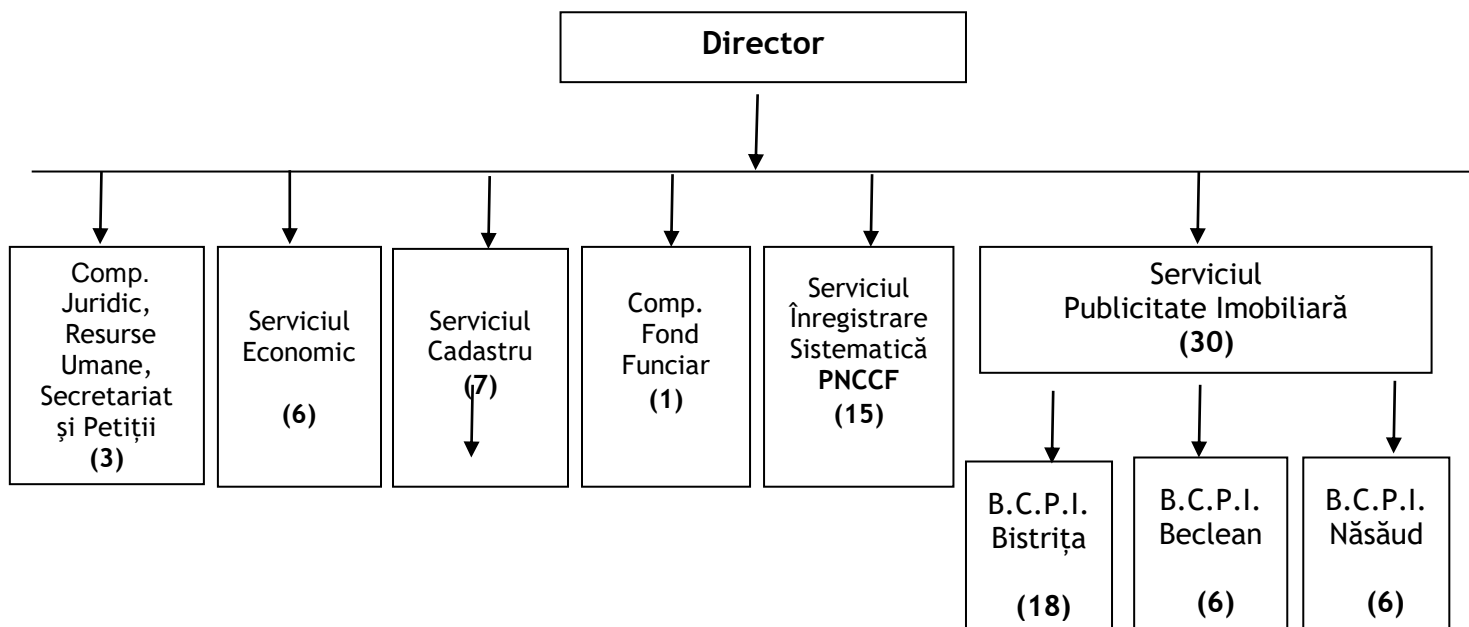 Director
Comp.
Juridic,
Resurse
Umane,
Secretariat
şi Petiții
(3)
Serviciul
Economic
(6)
Serviciul
Cadastru
(7)
Comp.
Fond
Funciar
(1)
Serviciul
Înregistrare
Sistematică
PNCCF
(15)
Serviciul
Publicitate Imobiliară
(30)
B.C.P.I.
Bistrița
(18)
B.C.P.I.
Beclean
(6)
B.C.P.I.
Năsăud
(6)